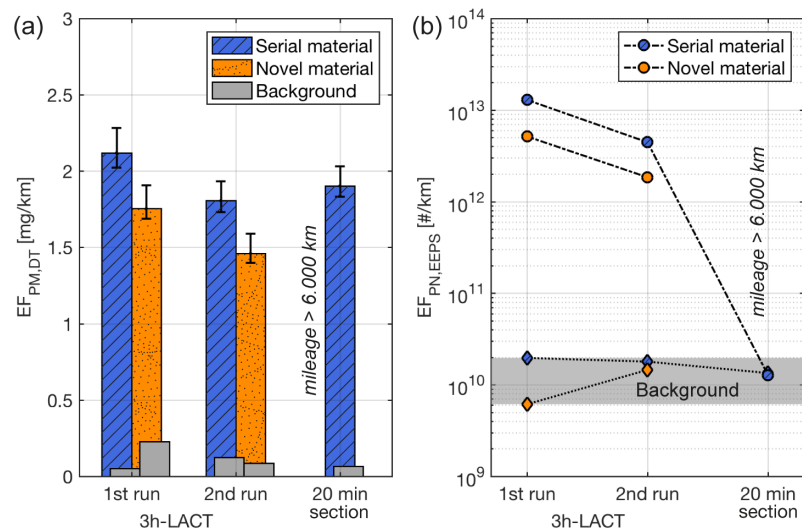 (a)
3
2.5
2
1.5
1
0.5
0
EF_PM,DT [mg/km]
Serial material
Novel material
Background
mileage > 6.000 km
1st run
2nd run
20 min
section
3h-LACT
(b)
10^14
10^13
10^12
10^11
10^10
10^9
EF_PN,EEPS [#/km]
Serial material
Novel material
mileage > 6.000 km
Background
1st run
2nd run
20 min
section
3h-LACT